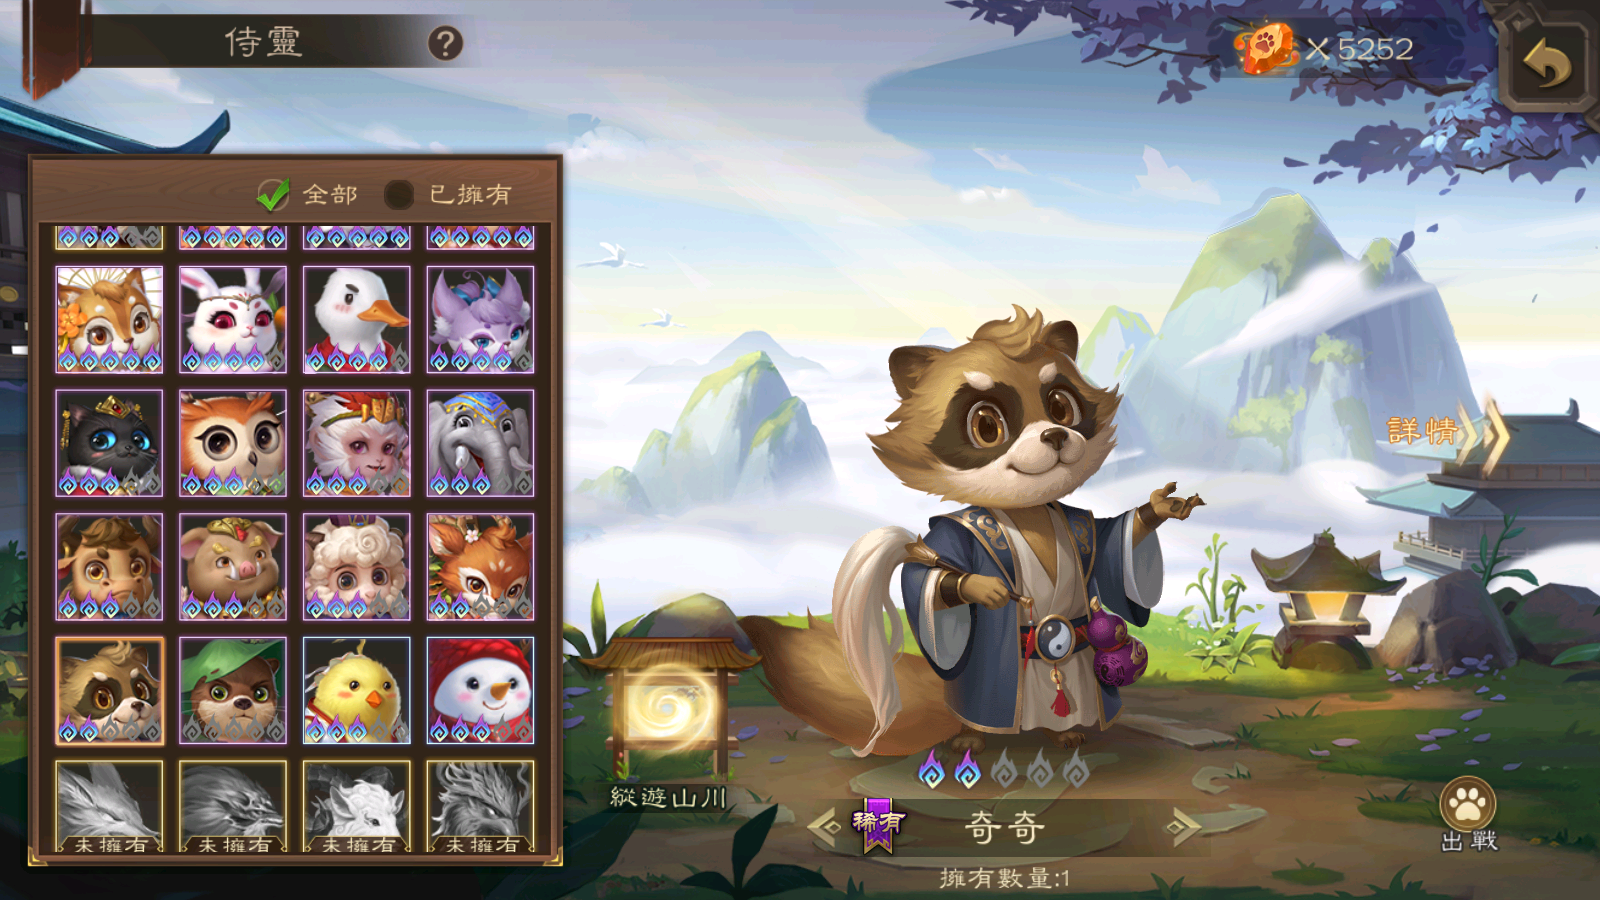 侍靈
?
X 5252
全部 已擁有
詳情
未擁有 未擁有 未擁有 未擁有
縱遊山川
稀有 奇奇
擁有數量:1
出戰